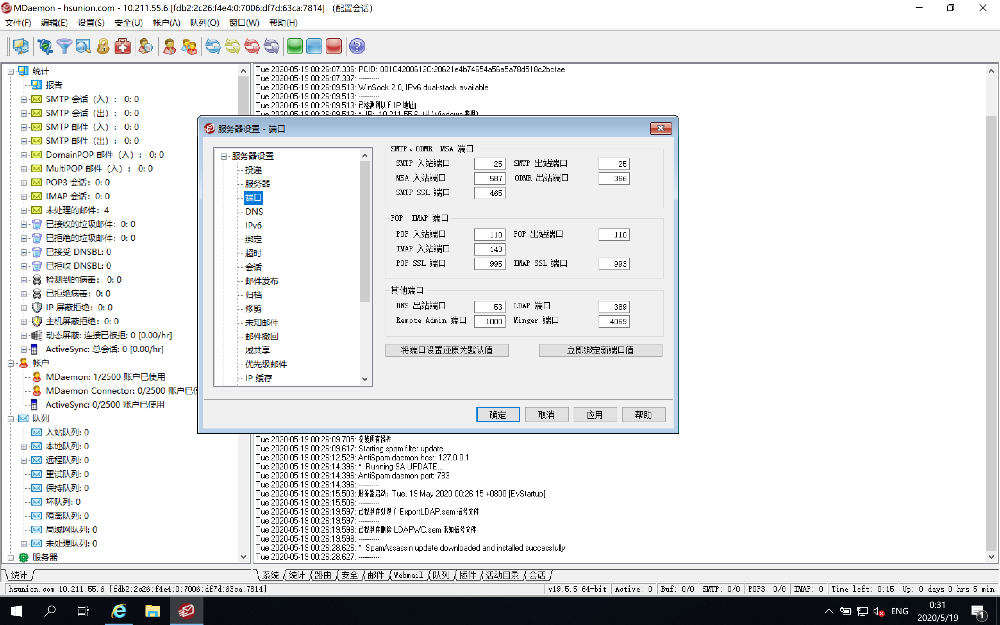 MDaemon - hsunion.com - 10.211.55.6 [fdb2:2c26:f4e4:0:7006:df7d:63ca:7814] （配置会话）
文件(F) 编辑(E) 设置(S) 安全(U) 帐户(A) 队列(Q) 窗口(W) 帮助(H)
统计
报告
SMTP 会话（入）： 0: 0
SMTP 会话（出）： 0: 0
SMTP 邮件（入）： 0: 0
SMTP 邮件（出）： 0: 0
DomainPOP 邮件（入）： 0: 0
MultiPOP 邮件（入）： 0: 0
POP3 会话：0: 0
IMAP 会话：0: 0
未处理的邮件：4
已接收的垃圾邮件：0: 0
已拒绝的垃圾邮件：0: 0
已接受 DNSBL: 0
已拒收 DNSBL: 0
检测到的病毒： 0: 0
已拒绝病毒：0: 0
IP 屏蔽拒绝：0: 0
主机屏蔽拒绝：0: 0
动态屏蔽: 连接已被拒: 0 [0.00/hr]
ActiveSync: 总会话: 0 [0.00/hr]
帐户
MDaemon: 1/2500 账户已使用
MDaemon Connector: 0/2500 账户已使
ActiveSync: 0/2500 账户已使用
队列
入站队列: 0
本地队列: 0
远程队列: 0
重试队列: 0
保持队列: 0
坏队列: 0
隔离队列: 0
局域网队列: 0
未处理队列: 0
服务器
统计
Tue 2020-05-19 00:26:07.336: PCID: 001C4200612C:20621e4b74654a56a5a78d518c2bcfae
Tue 2020-05-19 00:26:07.337: ----------
Tue 2020-05-19 00:26:09.513: WinSock 2.0, IPv6 dual-stack available
Tue 2020-05-19 00:26:09.513: ----------
Tue 2020-05-19 00:26:09.513: 已检测到以下 IP 地址
Tue 2020-05-19 00:26:09.513: * IP: 10.211.55.6 (从 Windows 获得)
服务器设置 - 端口
服务器设置
投递
服务器
端口
DNS
IPv6
绑定
超时
会话
邮件发布
归档
修剪
未知邮件
邮件撤回
域共享
优先级邮件
IP 缓存
SMTP、ODMR MSA 端口
SMTP 入站端口 25 SMTP 出站端口 25
MSA 入站端口 587 ODMR 出站端口 366
SMTP SSL 端口 465
POP IMAP 端口
POP 入站端口 110 POP 出站端口 110
IMAP 入站端口 143
POP SSL 端口 995 IMAP SSL 端口 993
其他端口
DNS 出站端口 53 LDAP 端口 389
Remote Admin 端口 1000 Minger 端口 4069
将端口设置还原为默认值 立即绑定新端口值
确定 取消 应用 帮助
Tue 2020-05-19 00:26:09.705: 安装所有插件
Tue 2020-05-19 00:26:09.617: Starting spam filter update...
Tue 2020-05-19 00:26:12.529: AntiSpam daemon host: 127.0.0.1
Tue 2020-05-19 00:26:14.396: * Running SA-UPDATE...
Tue 2020-05-19 00:26:14.396: AntiSpam daemon port: 783
Tue 2020-05-19 00:26:14.396: ----------
Tue 2020-05-19 00:26:15.503: 服务器启动: Tue, 19 May 2020 00:26:15 +0800 [EvStartup]
Tue 2020-05-19 00:26:15.506: ----------
Tue 2020-05-19 00:26:19.597: 已找到并处理了 ExportLDAP.sem 信号文件
Tue 2020-05-19 00:26:19.597: ----------
Tue 2020-05-19 00:26:19.598: 已找到并删除 LDAPWC.sem 未知信号文件
Tue 2020-05-19 00:26:19.598: ----------
Tue 2020-05-19 00:26:28.626: * SpamAssassin update downloaded and installed successfully
Tue 2020-05-19 00:26:28.627: ----------
系统 统计 路由 安全 邮件 Webmail 队列 插件 活动目录 会话
hsunion.com 10.211.55.6 [fdb2:2c26:f4e4:0:7006:df7d:63ca:7814] v19.5.5 64-bit Active: 0 Buf: 0/0 SMTP: 0/0 POP3: 0/0 IMAP: 0 Time left: 0:15 Up: 0 days 0 hrs 5 min
ENG
0:31
2020/5/19
1